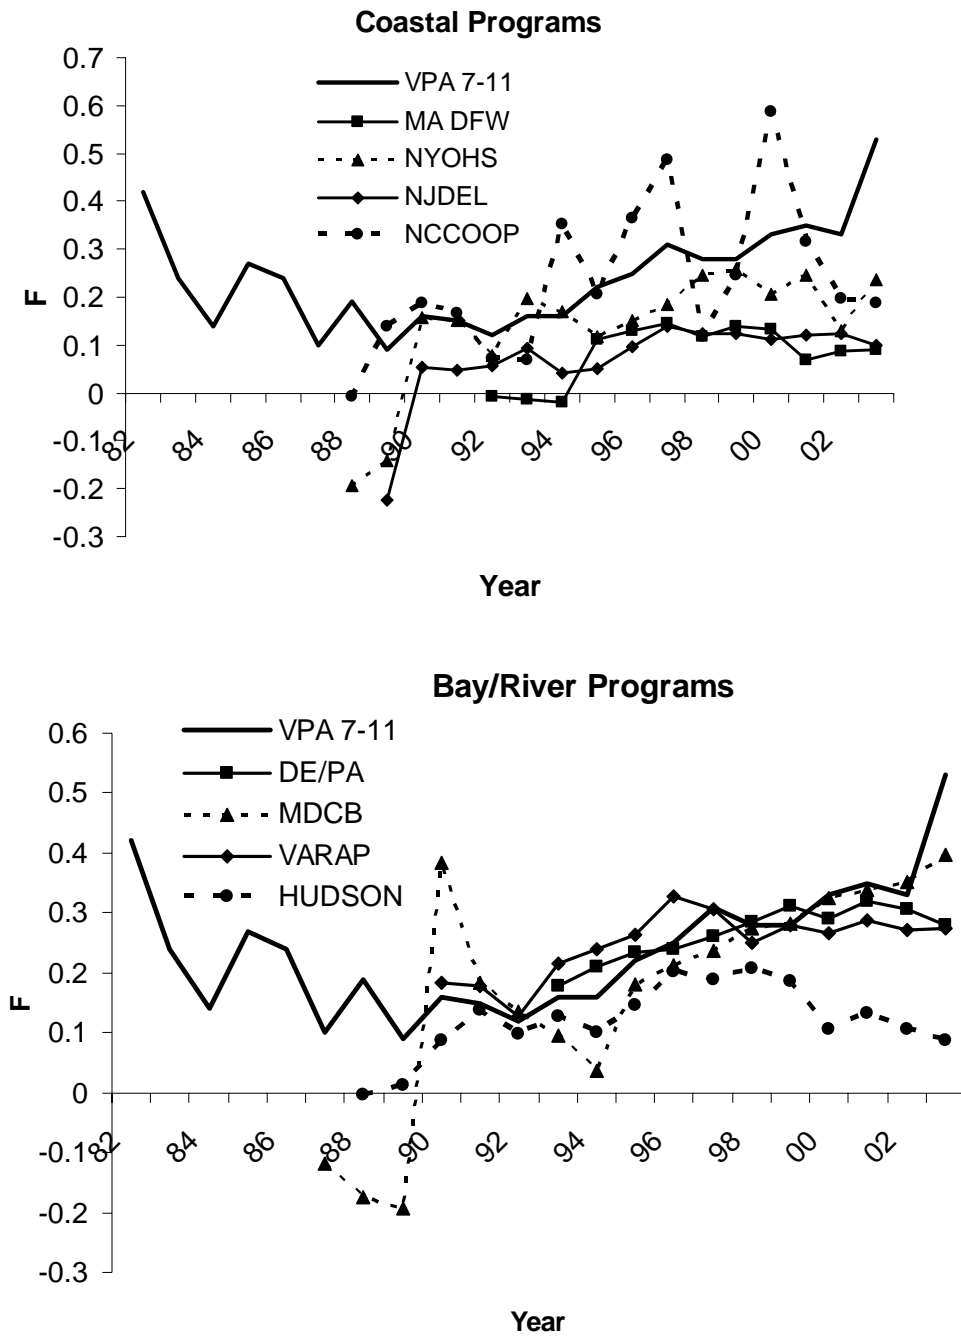 Coastal Programs
0.7
0.6
0.5
0.4
0.3
0.2
0.1
0
-0.1
-0.2
-0.3
F
VPA 7-11
MA DFW
NYOHS
NJDEL
NCCOOP
82 84 86 88 90 92 94 96 98 00 02
Year
Bay/River Programs
0.6
0.5
0.4
0.3
0.2
0.1
0
-0.1
-0.2
-0.3
F
VPA 7-11
DE/PA
MDCB
VARAP
HUDSON
82 84 86 88 90 92 94 96 98 00 02
Year